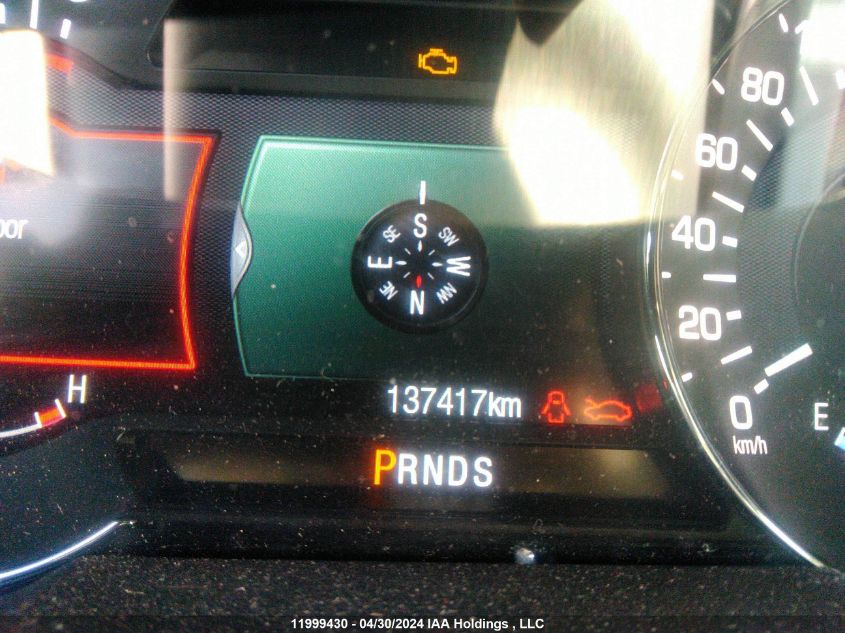 80
60
40
20
0
km/h
S
SE SW
E W
NE NW
N
H
137417km
E
PRNDS
11999430 - 04/30/2024 IAA Holdings , LLC